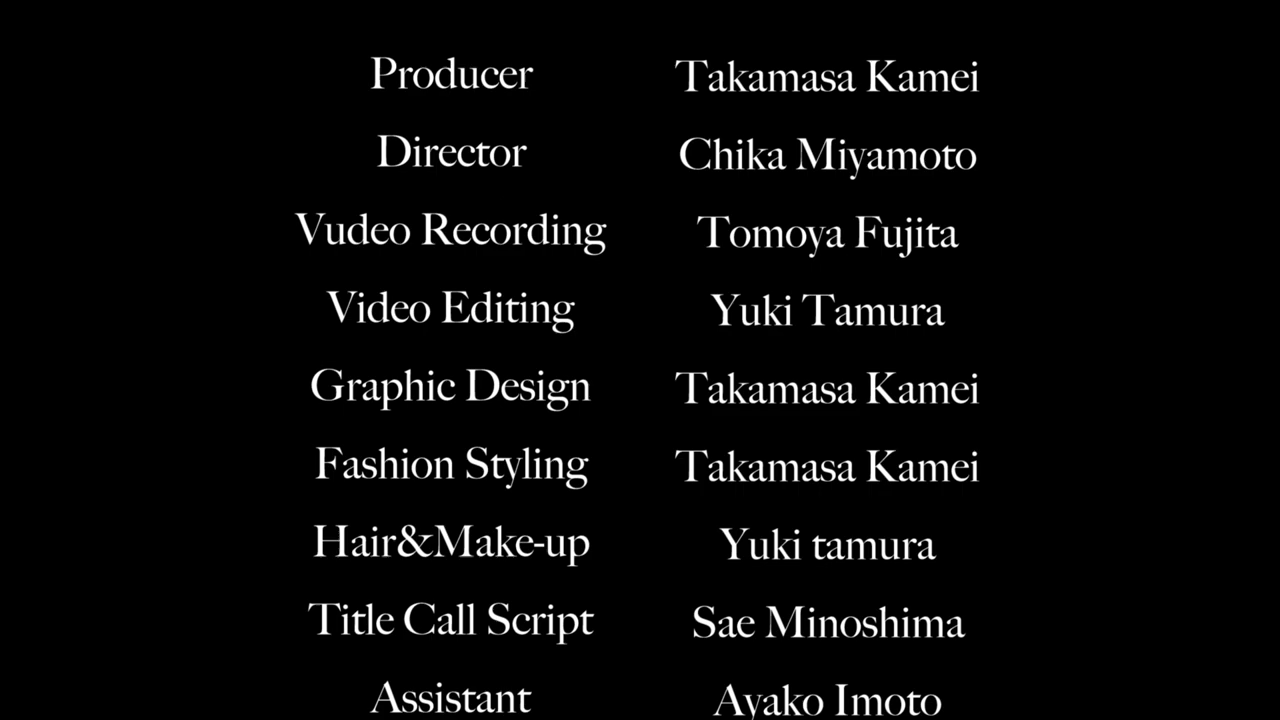 Producer Takamasa Kamei
Director Chika Miyamoto
Vudeo Recording Tomoya Fujita
Video Editing Yuki Tamura
Graphic Design Takamasa Kamei
Fashion Styling Takamasa Kamei
Hair&Make-up Yuki tamura
Title Call Script Sae Minoshima
Assistant Ayako Imoto